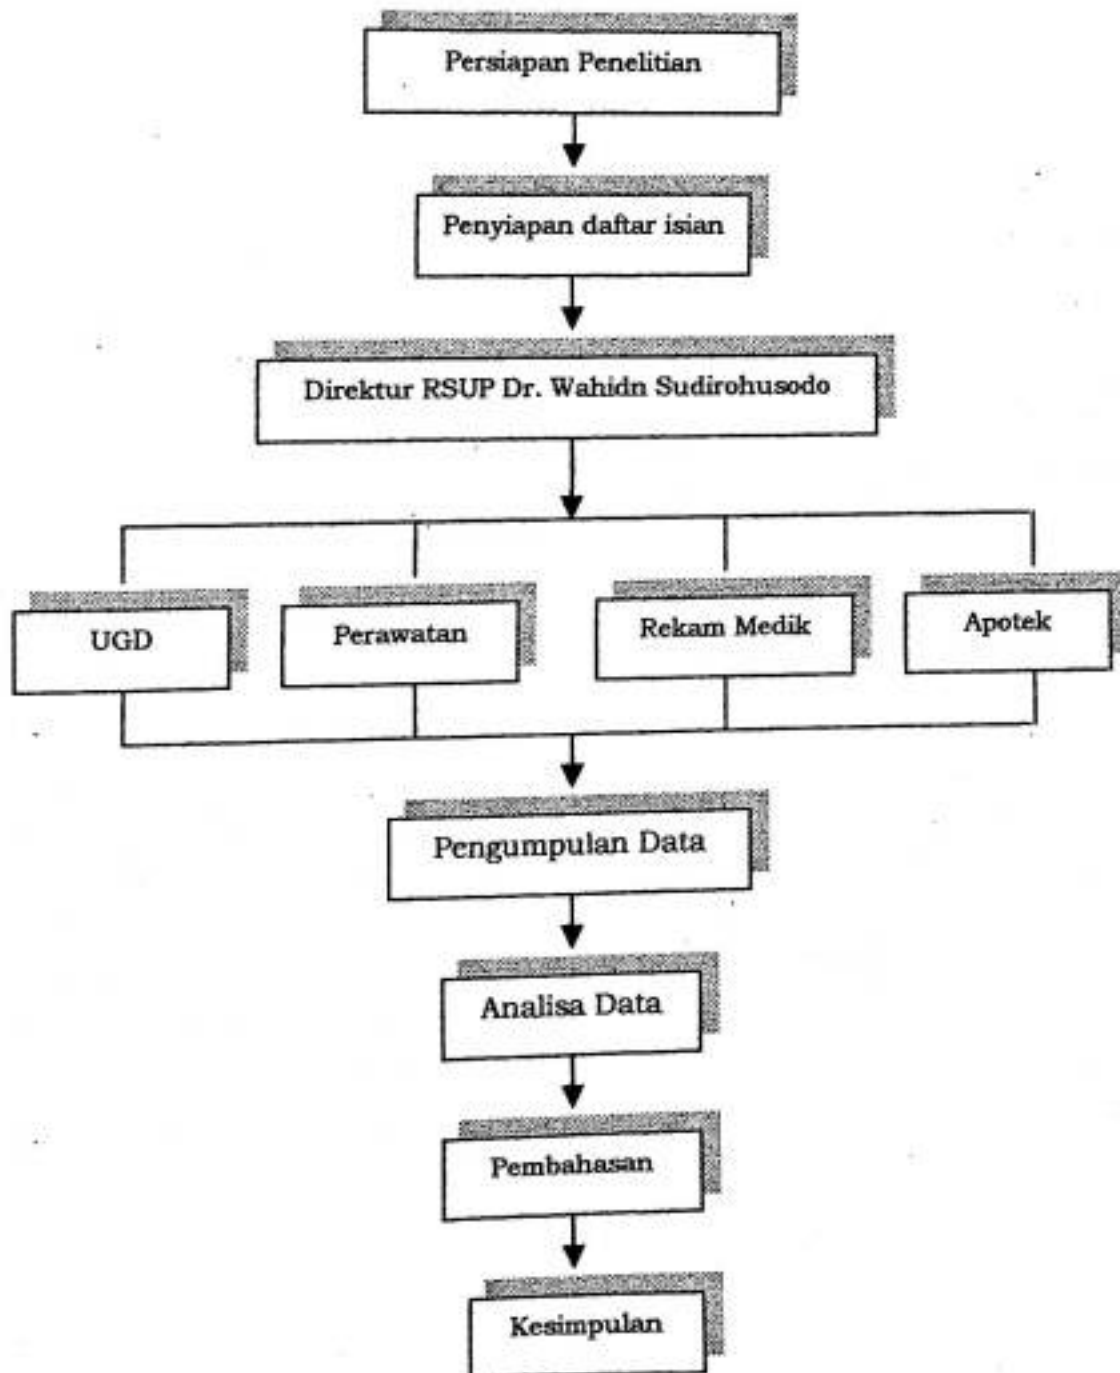 Persiapan Penelitian
Penyiapan daftar isian
Direktur RSUP Dr. Wahidn Sudirohusodo
UGD
Perawatan
Rekam Medik
Apotek
Pengumpulan Data
Analisa Data
Pembahasan
Kesimpulan